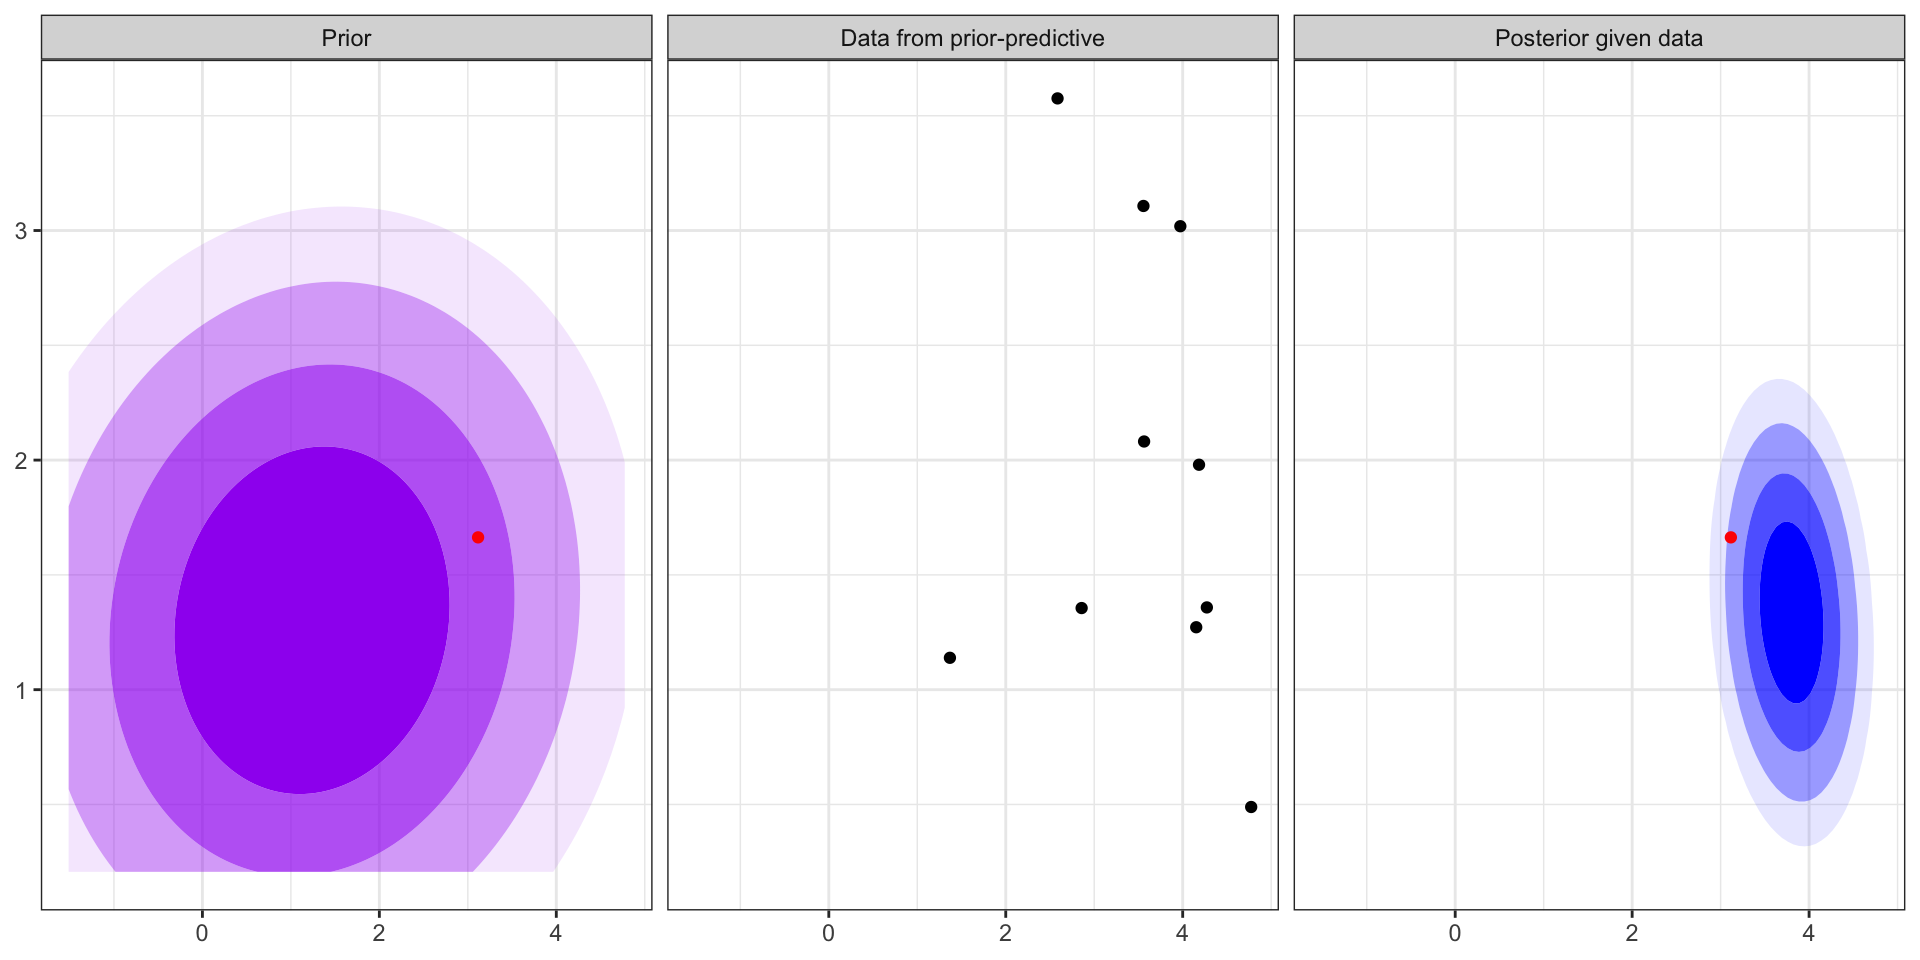 Prior
Data from prior-predictive
Posterior given data
3
2
1
0 2 4
0 2 4
0 2 4